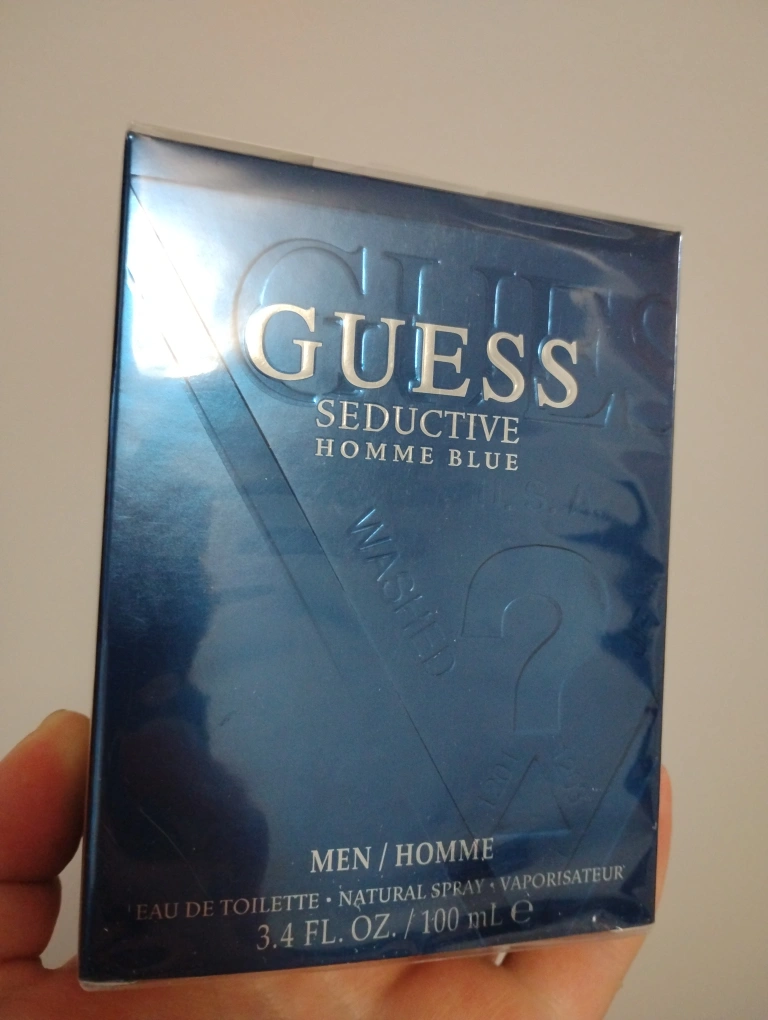 GUES
GUESS
SEDUCTIVE
HOMME BLUE
WASHED
?
MEN / HOMME
EAU DE TOILETTE • NATURAL SPRAY • VAPORISATEUR
3.4 FL. OZ. / 100 mL ℮